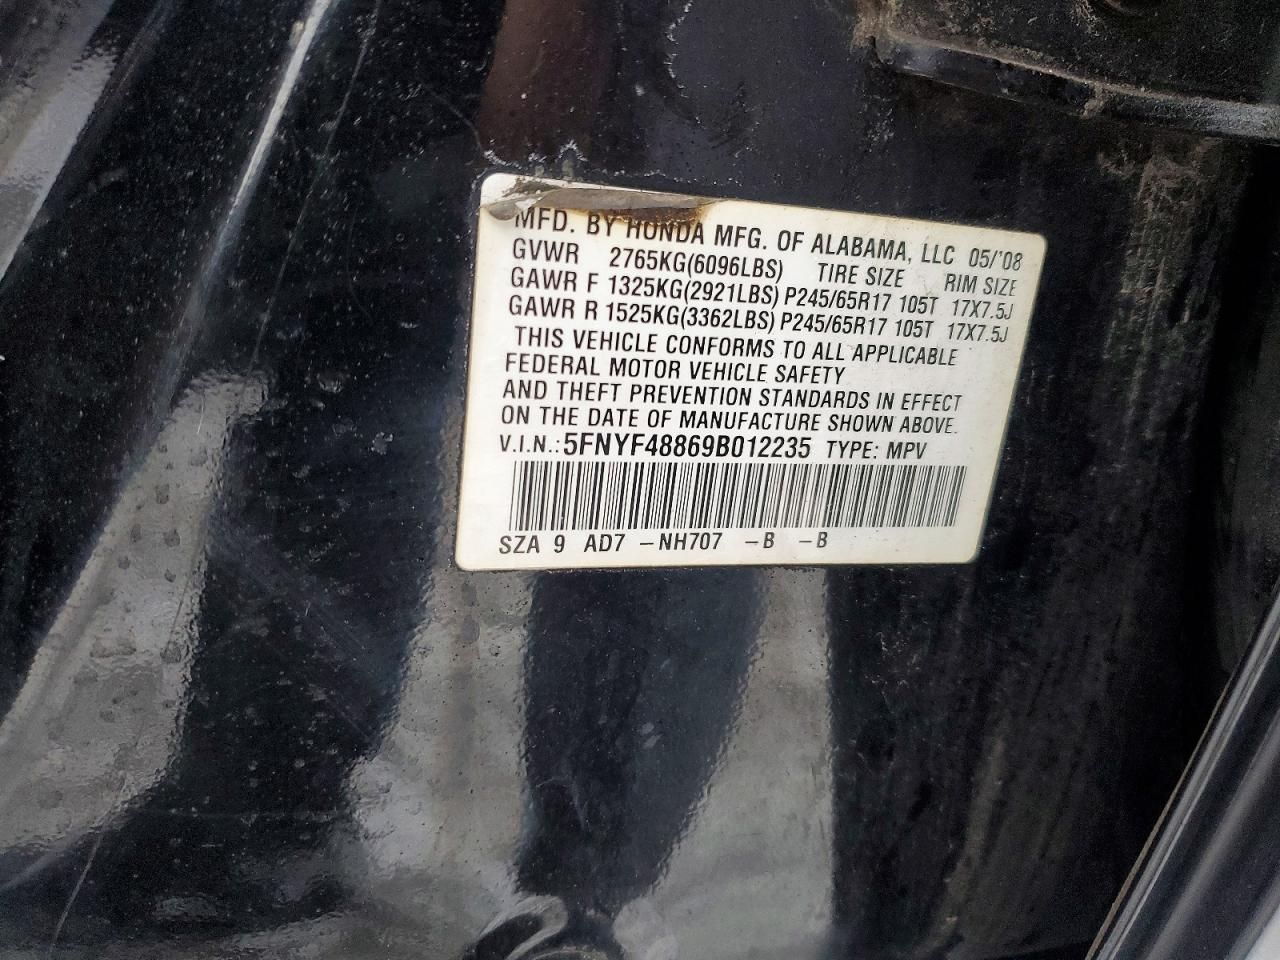 MFD. BY HONDA MFG. OF ALABAMA, LLC 05/'08
GVWR 2765KG(6096LBS) TIRE SIZE RIM SIZE
GAWR F 1325KG(2921LBS) P245/65R17 105T 17X7.5J
GAWR R 1525KG(3362LBS) P245/65R17 105T 17X7.5J
THIS VEHICLE CONFORMS TO ALL APPLICABLE
FEDERAL MOTOR VEHICLE SAFETY
AND THEFT PREVENTION STANDARDS IN EFFECT
ON THE DATE OF MANUFACTURE SHOWN ABOVE.
V.I.N.: 5FNYF48869B012235 TYPE: MPV
SZA 9 AD7 -NH707 -B -B